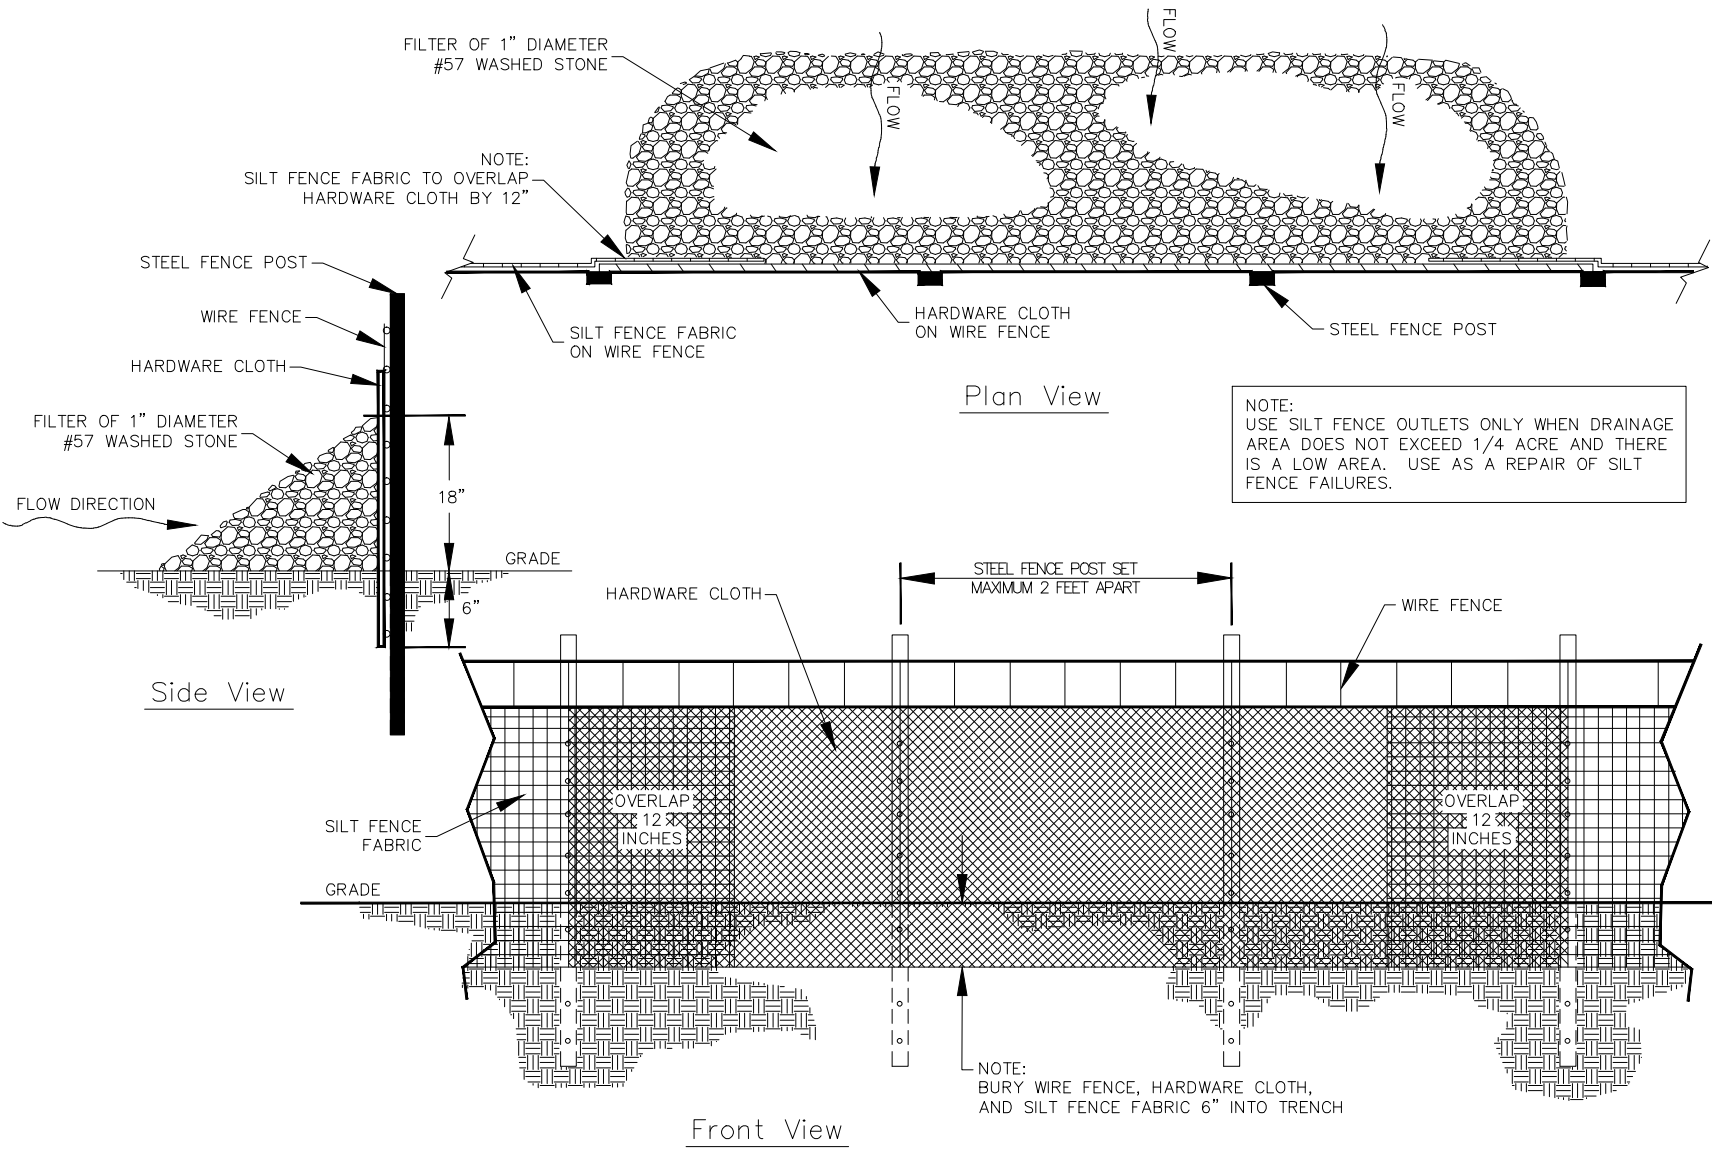 FILTER OF 1” DIAMETER
#57 WASHED STONE
FLOW
FLOW
FLOW
NOTE:
SILT FENCE FABRIC TO OVERLAP
HARDWARE CLOTH BY 12”
SILT FENCE FABRIC
ON WIRE FENCE
HARDWARE CLOTH
ON WIRE FENCE
STEEL FENCE POST
Plan View
NOTE:
USE SILT FENCE OUTLETS ONLY WHEN DRAINAGE
AREA DOES NOT EXCEED 1/4 ACRE AND THERE
IS A LOW AREA. USE AS A REPAIR OF SILT
FENCE FAILURES.
STEEL FENCE POST
WIRE FENCE
HARDWARE CLOTH
FILTER OF 1” DIAMETER
#57 WASHED STONE
FLOW DIRECTION
18”
GRADE
6”
Side View
STEEL FENCE POST SET
MAXIMUM 2 FEET APART
HARDWARE CLOTH
WIRE FENCE
OVERLAP
12
INCHES
OVERLAP
12
INCHES
SILT FENCE
FABRIC
GRADE
NOTE:
BURY WIRE FENCE, HARDWARE CLOTH,
AND SILT FENCE FABRIC 6” INTO TRENCH
Front View